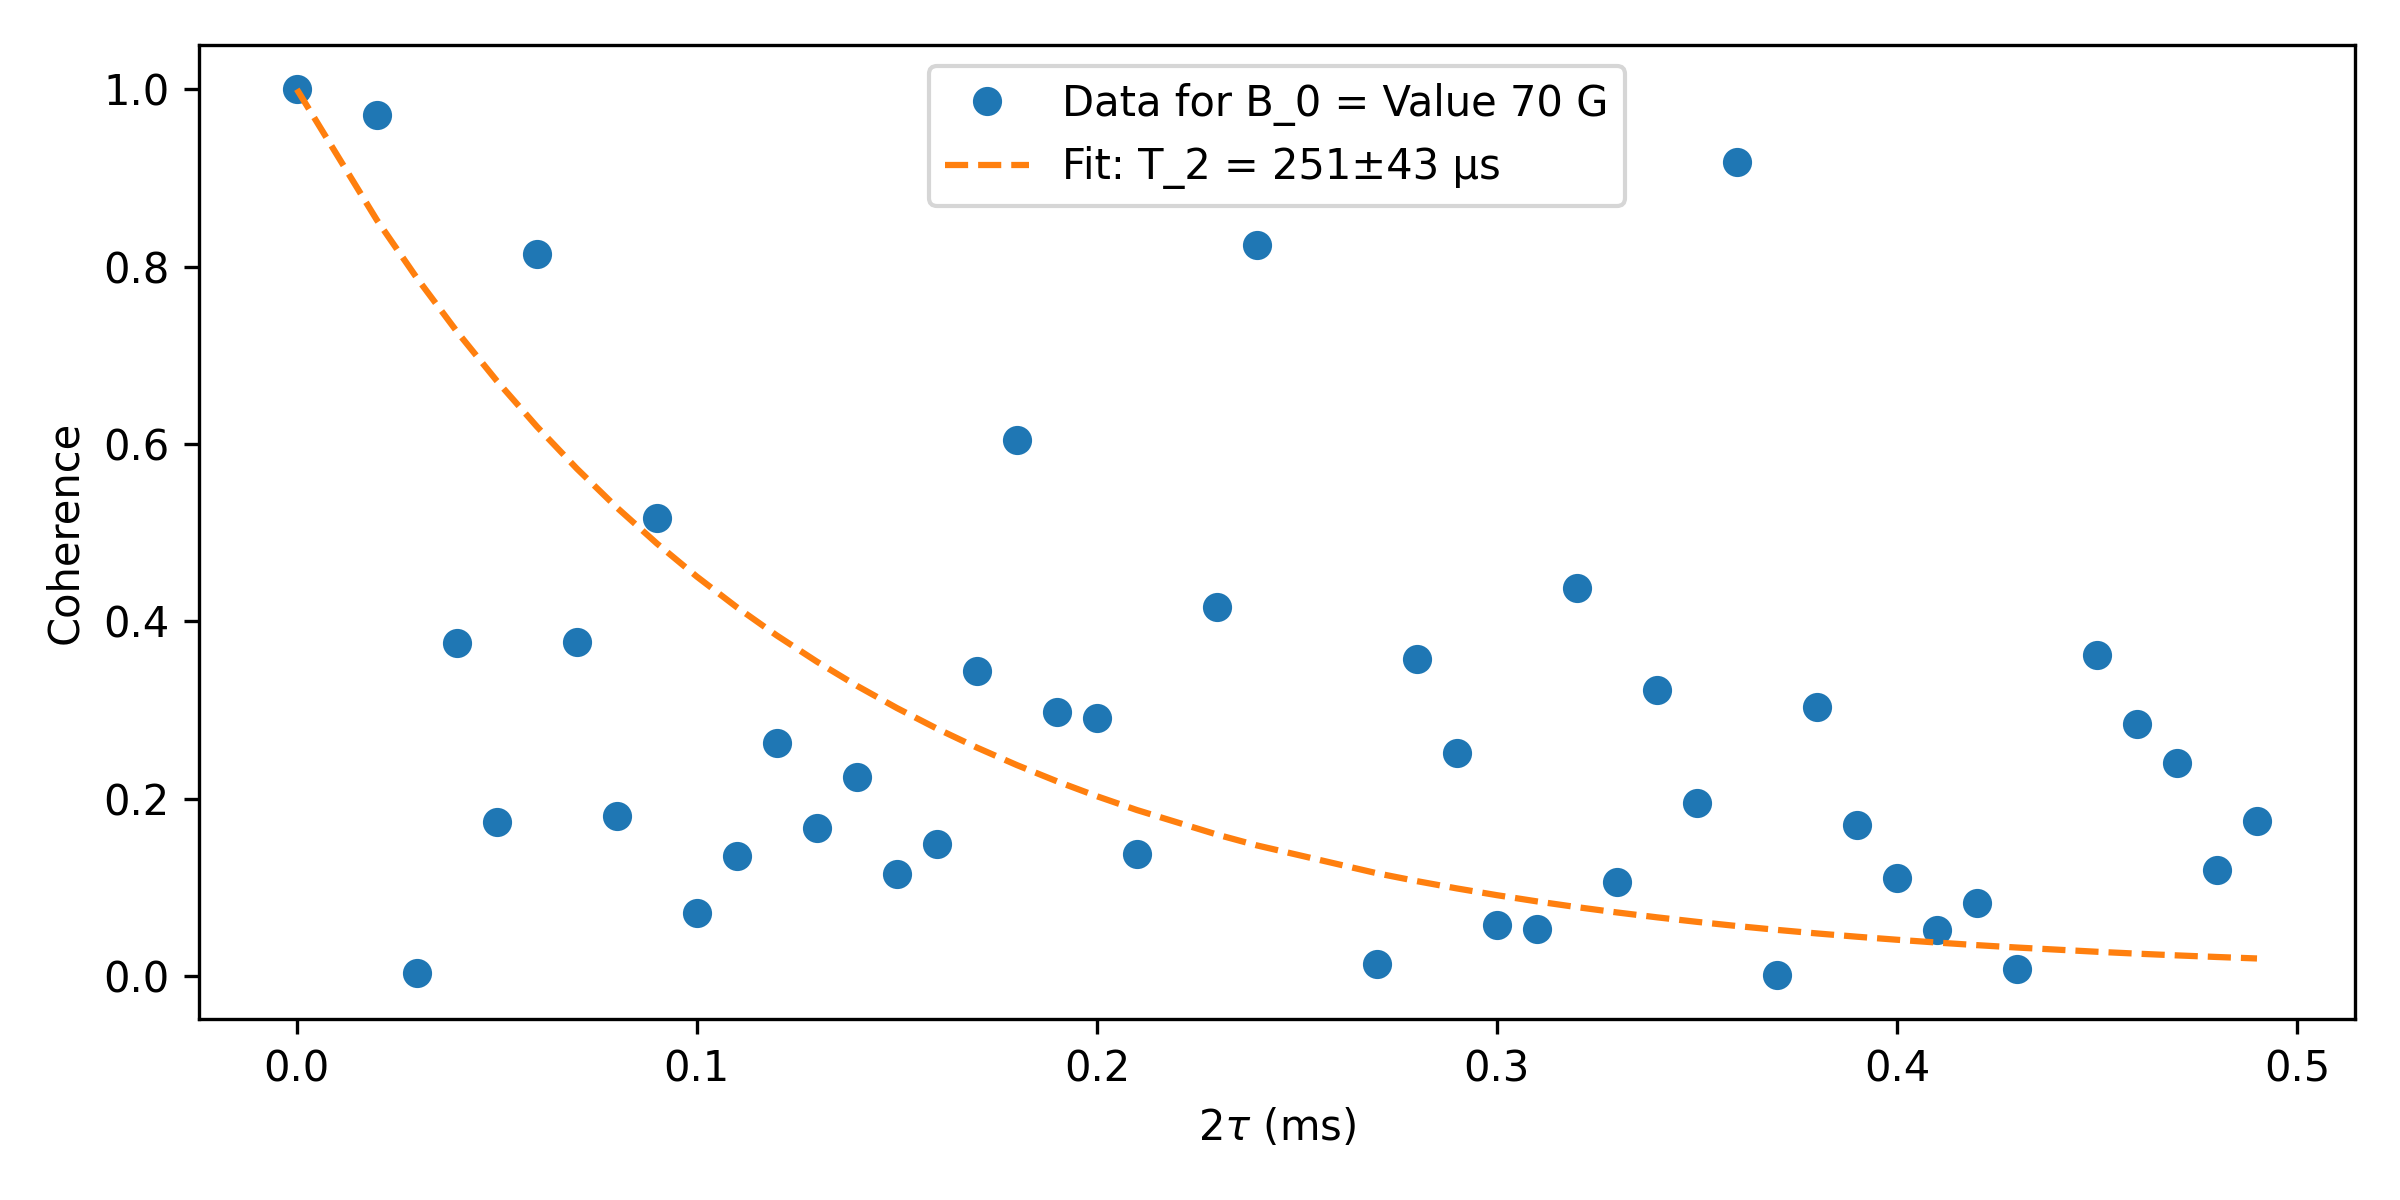 Data for B_0 = Value 70 G
Fit: T_2 = 251±43 µs
Coherence
1.0
0.8
0.6
0.4
0.2
0.0
0.0 0.1 0.2 0.3 0.4 0.5
2τ (ms)